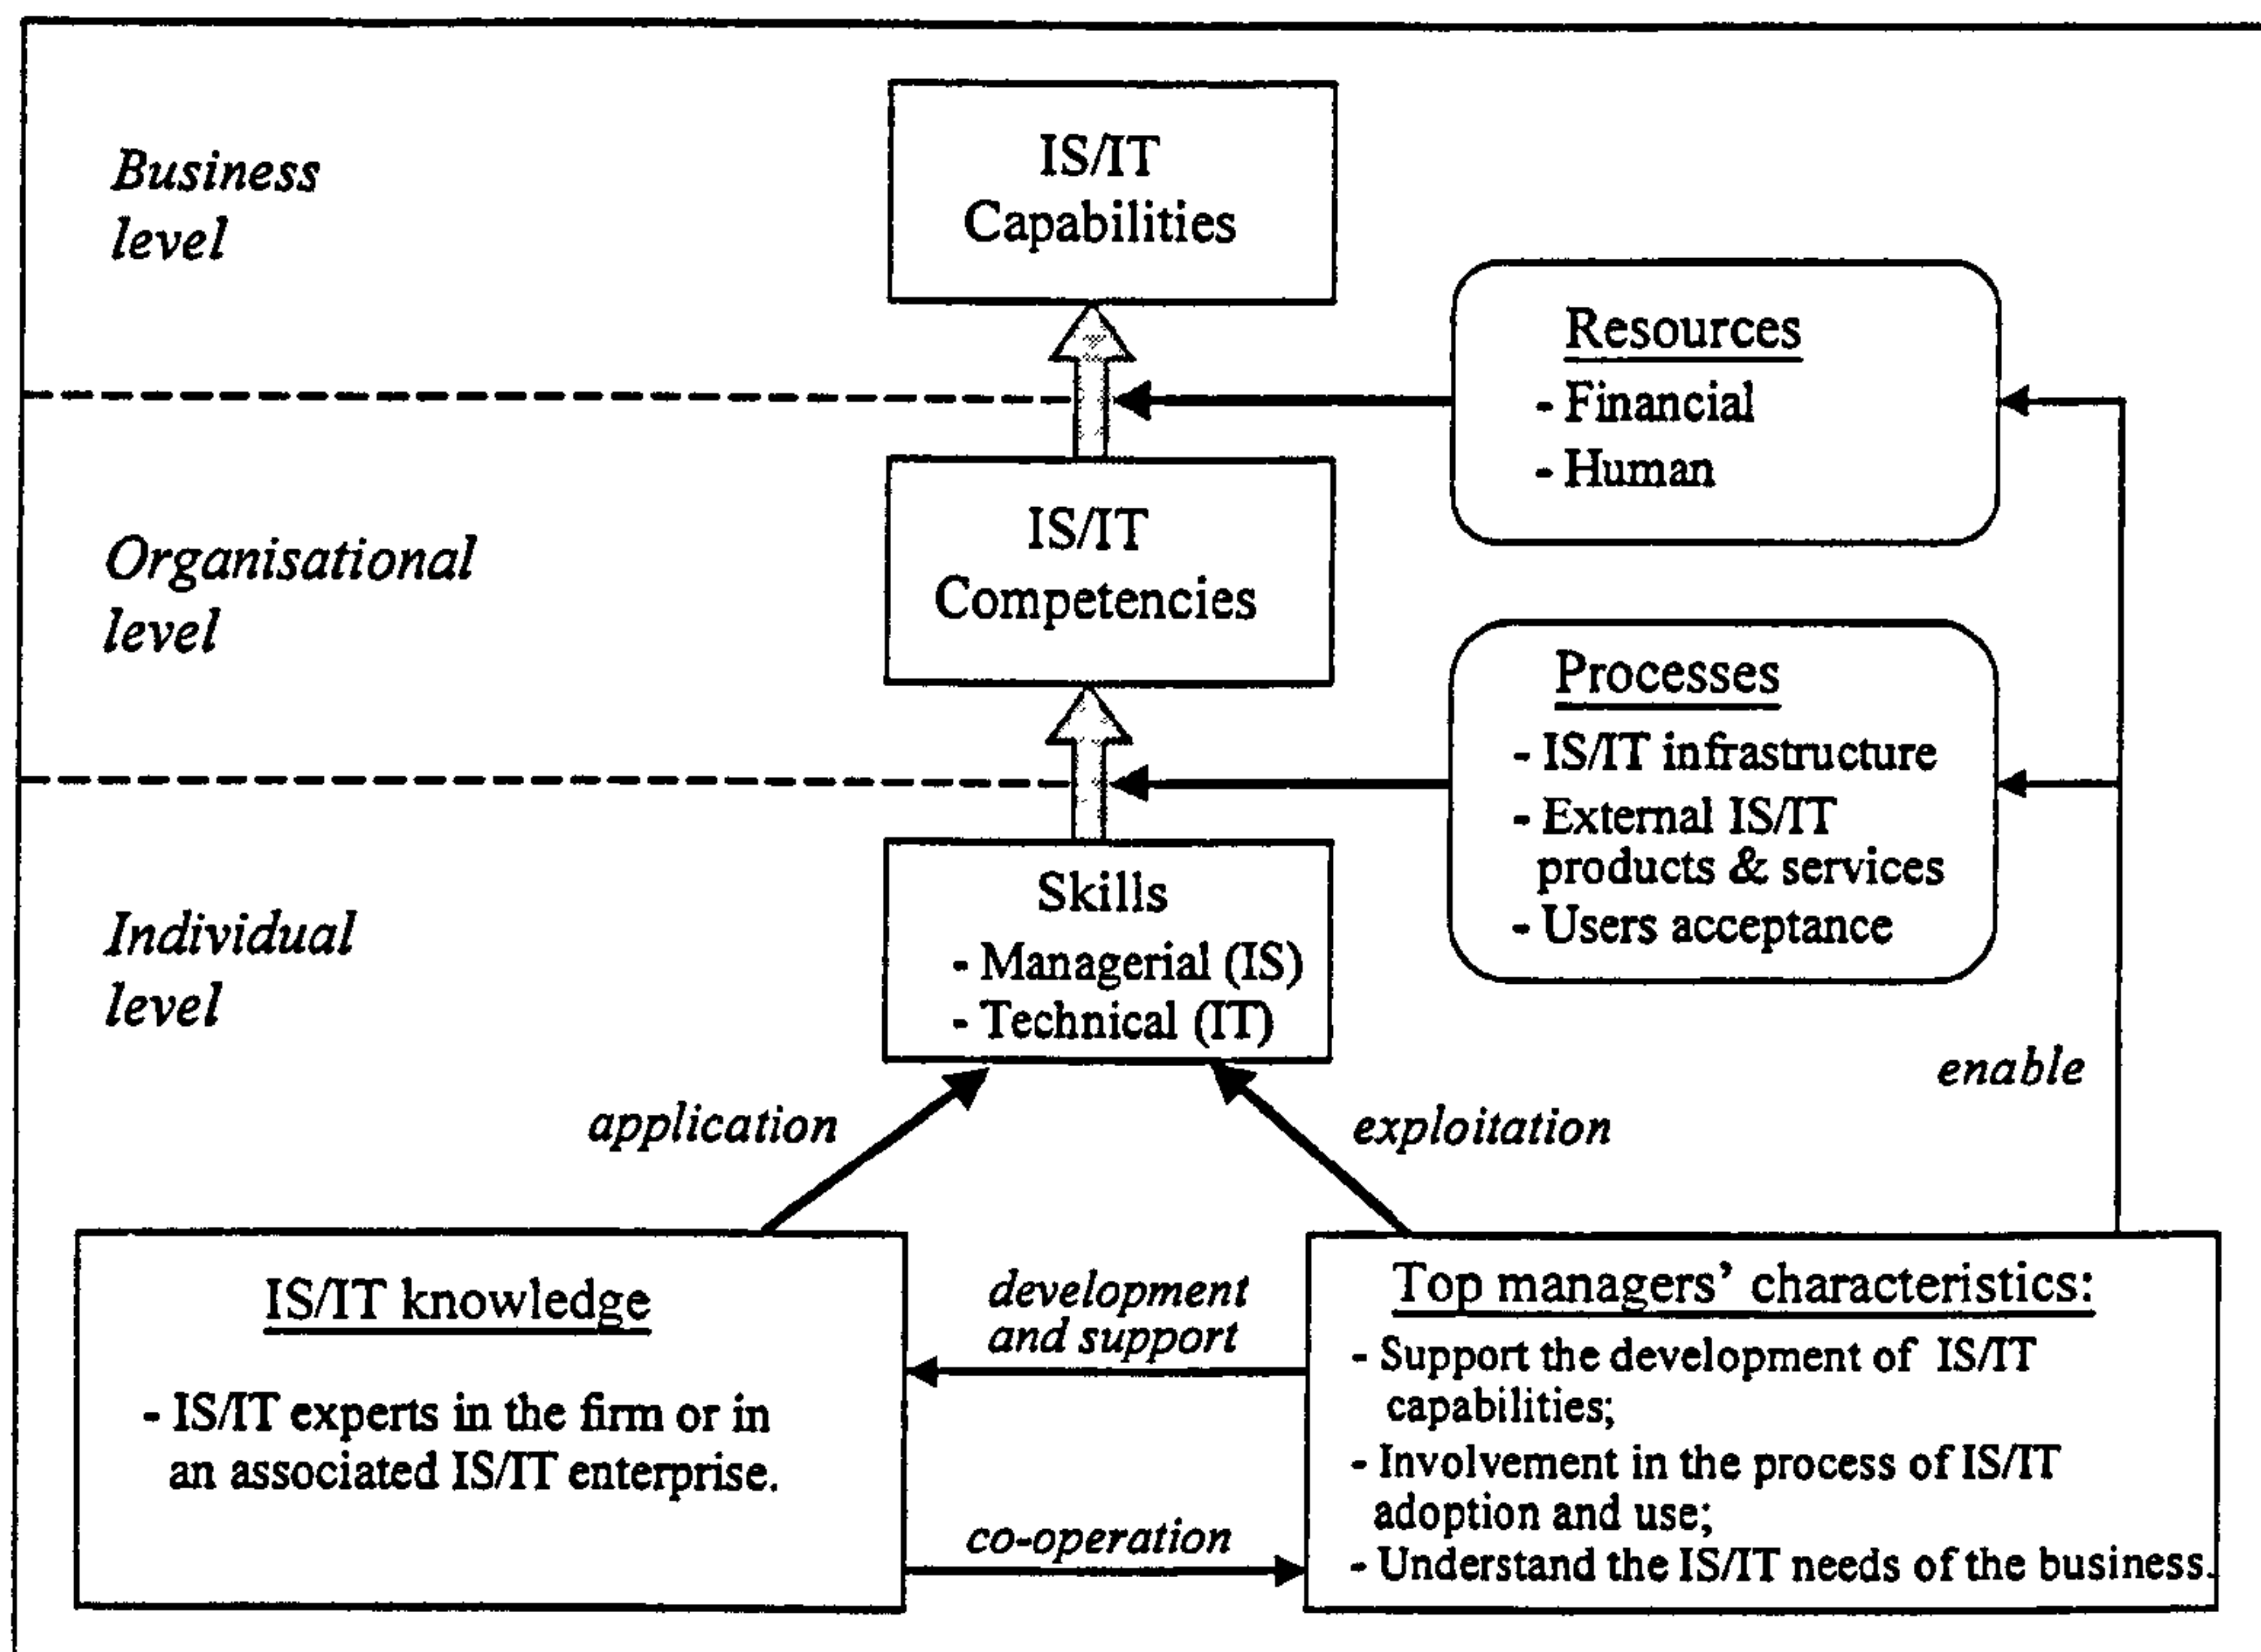 Business
level
IS/IT
Capabilities
Resources
- Financial
- Human
Organisational
level
IS/IT
Competencies
Processes
- IS/IT infrastructure
- External IS/IT
products & services
- Users acceptance
Individual
level
Skills
- Managerial (IS)
- Technical (IT)
enable
application
exploitation
IS/IT knowledge
- IS/IT experts in the firm or in
an associated IS/IT enterprise.
development
and support
co-operation
Top managers' characteristics:
- Support the development of IS/IT
capabilities;
- Involvement in the process of IS/IT
adoption and use;
- Understand the IS/IT needs of the business.